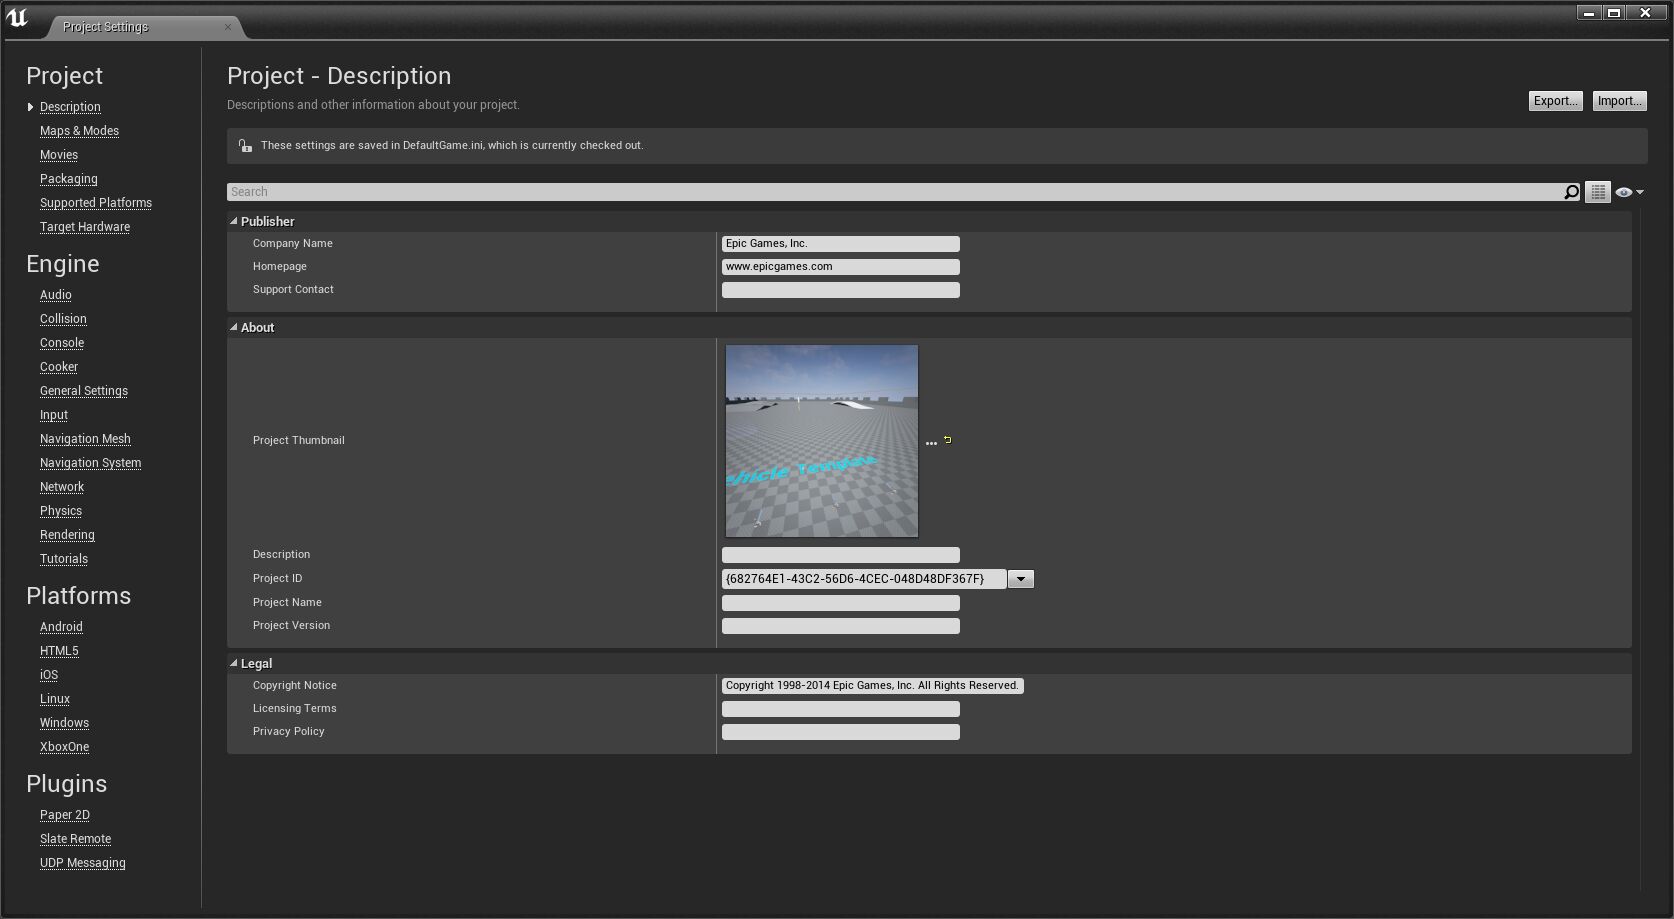 Project Settings
Project
Description
Maps & Modes
Movies
Packaging
Supported Platforms
Target Hardware
Engine
Audio
Collision
Console
Cooker
General Settings
Input
Navigation Mesh
Navigation System
Network
Physics
Rendering
Tutorials
Platforms
Android
HTML5
iOS
Linux
Windows
XboxOne
Plugins
Paper 2D
Slate Remote
UDP Messaging
Project - Description
Descriptions and other information about your project.
Export...
Import...
These settings are saved in DefaultGame.ini, which is currently checked out.
Search
Publisher
Company Name
Epic Games, Inc.
Homepage
www.epicgames.com
Support Contact
About
Project Thumbnail
ehicle Template
...
Description
Project ID
{682764E1-43C2-56D6-4CEC-048D48DF367F}
Project Name
Project Version
Legal
Copyright Notice
Copyright 1998-2014 Epic Games, Inc. All Rights Reserved.
Licensing Terms
Privacy Policy